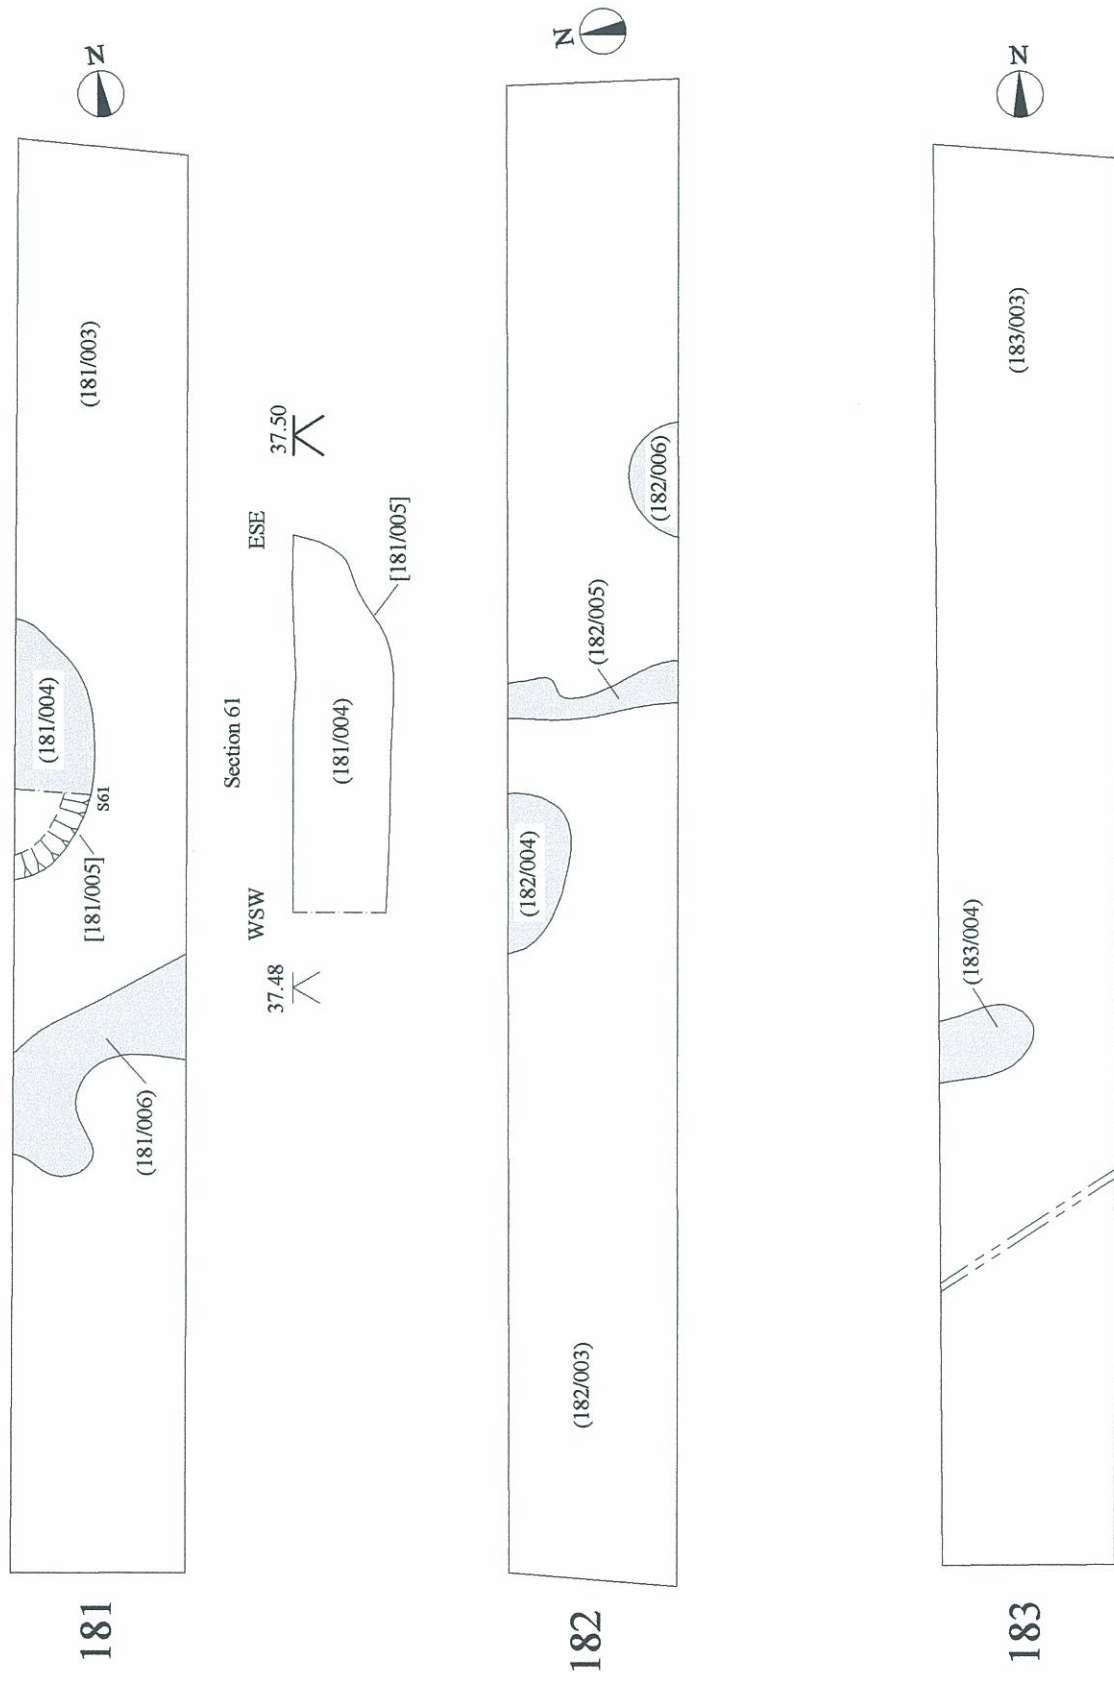 181
N
(181/003)
(181/004)
S61
[181/005]
(181/006)
Section 61
WSW
ESE
37.48
37.50
(181/004)
[181/005]
182
N
(182/003)
(182/004)
(182/005)
(182/006)
183
N
(183/003)
(183/004)